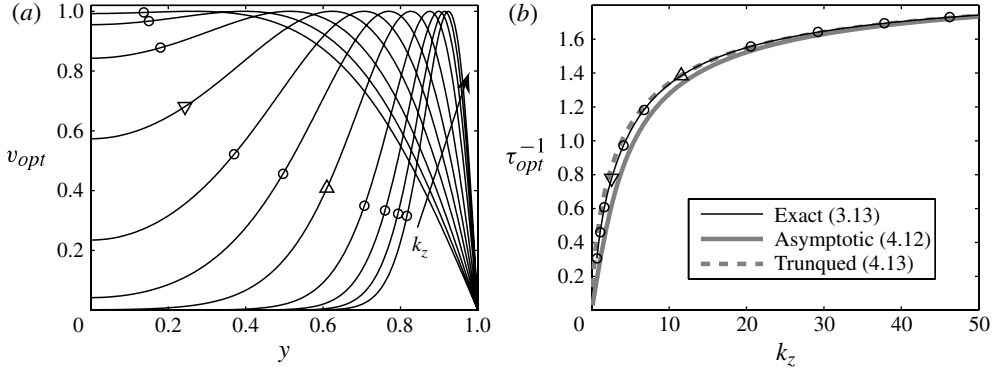 (a)
1.0
0.8
0.6
0.4
0.2
0
0.2
0.4
0.6
0.8
1.0
v_opt
y
k_z
(b)
1.6
1.4
1.2
1.0
0.8
0.6
0.4
0.2
0
10
20
30
40
50
τ_opt^−1
k_z
Exact (3.13)
Asymptotic (4.12)
Trunqued (4.13)